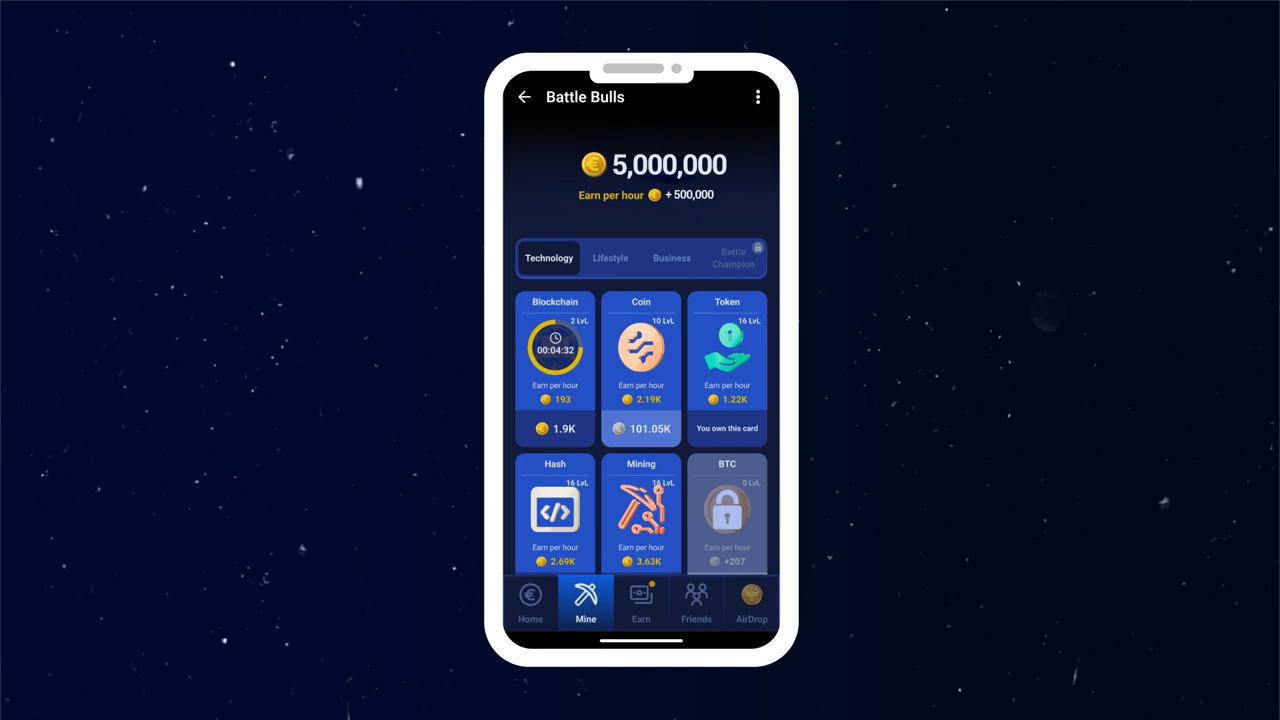 Battle Bulls
5,000,000
Earn per hour + 500,000
Technology Lifestyle Business Battle Champion
Blockchain Coin Token
2 LvL 10 LvL 16 LvL
00:04:32
1
Earn per hour Earn per hour Earn per hour
193 2.19K 1.22K
1.9K 101.05K You own this card
Hash Mining BTC
16 LvL 16 LvL 0 LvL
Earn per hour Earn per hour Earn per hour
2.69K 3.63K +207
Home Mine Earn Friends AirDrop